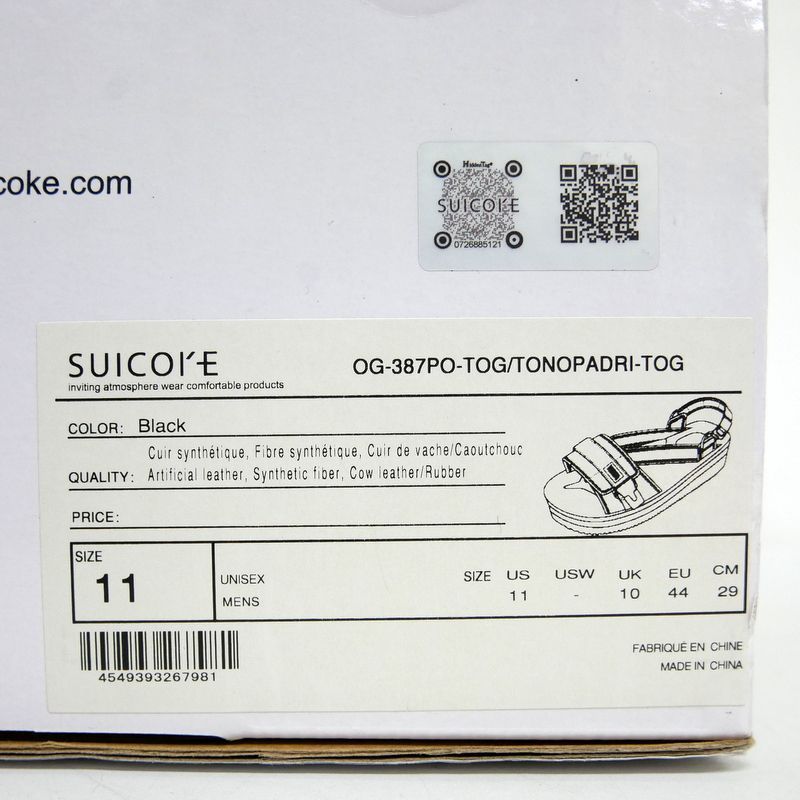 coke.com
HiddenTag
SUICOKE
0726885121
SUICOKE
inviting atmosphere wear comfortable products
OG-387PO-TOG/TONOPADRI-TOG
COLOR: Black
Cuir synthétique, Fibre synthétique, Cuir de vache/Caoutchouc
QUALITY: Artificial leather, Synthetic fiber, Cow leather/Rubber
PRICE:
SIZE
11
UNISEX
MENS
SIZE US USW UK EU CM
11 - 10 44 29
4549393267981
FABRIQUÉ EN CHINE
MADE IN CHINA